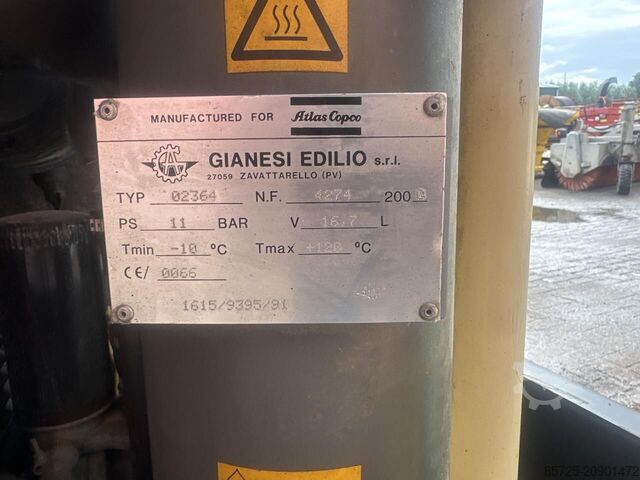 MANUFACTURED FOR Atlas Copco
GIANESI EDILIO s.r.l.
27059 ZAVATTARELLO (PV)
TYP 02364 N.F. 4274 200
PS 11 BAR V 16.7 L
Tmin -10 °C Tmax +120 °C
CE/ 0066
1615/9395/91
85725-20901472